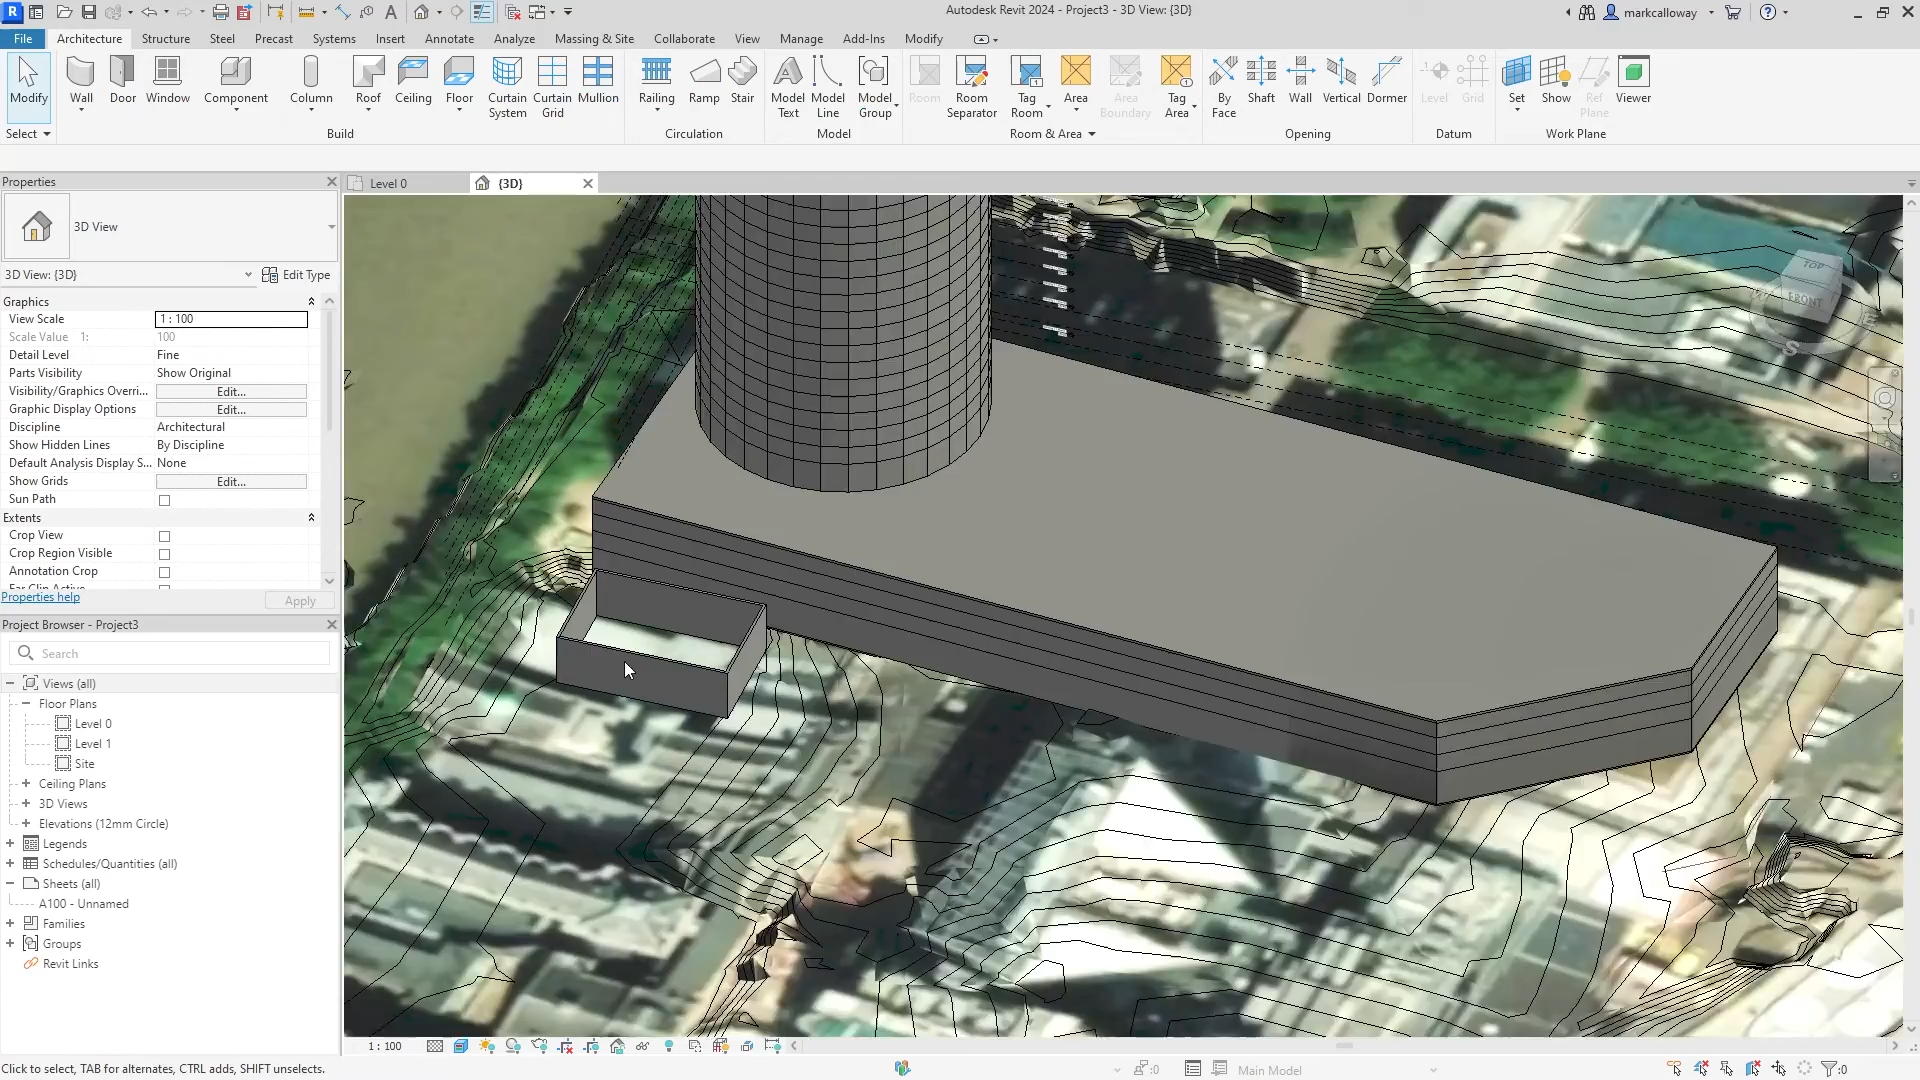 Autodesk Revit 2024 - Project3 - 3D View: {3D}
markcalloway
File
Architecture
Structure
Steel
Precast
Systems
Insert
Annotate
Analyze
Massing & Site
Collaborate
View
Manage
Add-Ins
Modify
Modify
Wall
Door
Window
Component
Column
Roof
Ceiling
Floor
Curtain System
Curtain Grid
Mullion
Railing
Ramp
Stair
Model Text
Model Line
Model Group
Room
Room Separator
Tag Room
Area
Area Boundary
Tag Area
By Face
Shaft
Wall
Vertical
Dormer
Level
Grid
Set
Show
Ref Plane
Viewer
Select
Build
Circulation
Model
Room & Area
Opening
Datum
Work Plane
Properties
Level 0
{3D}
3D View
3D View: {3D}
Edit Type
Graphics
View Scale 1 : 100
Scale Value 1: 100
Detail Level Fine
Parts Visibility Show Original
Visibility/Graphics Overri... Edit...
Graphic Display Options Edit...
Discipline Architectural
Show Hidden Lines By Discipline
Default Analysis Display S... None
Show Grids Edit...
Sun Path
Extents
Crop View
Crop Region Visible
Annotation Crop
Far Clip Active
Properties help
Apply
Project Browser - Project3
Search
Views (all)
Floor Plans
Level 0
Level 1
Site
Ceiling Plans
3D Views
Elevations (12mm Circle)
Legends
Schedules/Quantities (all)
Sheets (all)
A100 - Unnamed
Families
Groups
Revit Links
TOP
FRONT
S
E
1 : 100
Click to select, TAB for alternates, CTRL adds, SHIFT unselects.
:0
Main Model
:0